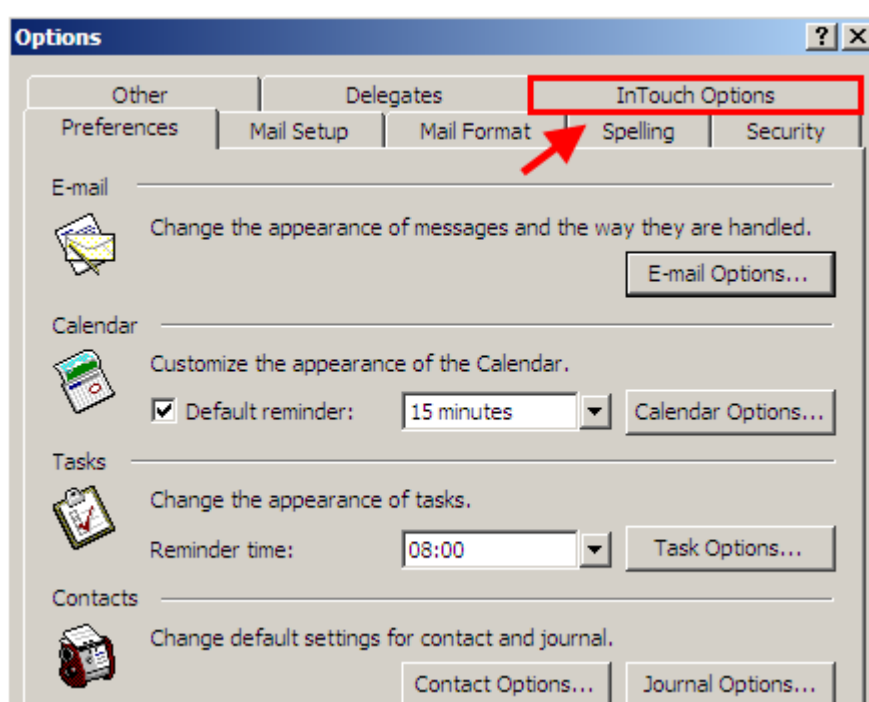 Options
Other Delegates InTouch Options
Preferences Mail Setup Mail Format Spelling Security
E-mail
Change the appearance of messages and the way they are handled.
E-mail Options...
Calendar
Customize the appearance of the Calendar.
Default reminder: 15 minutes Calendar Options...
Tasks
Change the appearance of tasks.
Reminder time: 08:00 Task Options...
Contacts
Change default settings for contact and journal.
Contact Options... Journal Options...